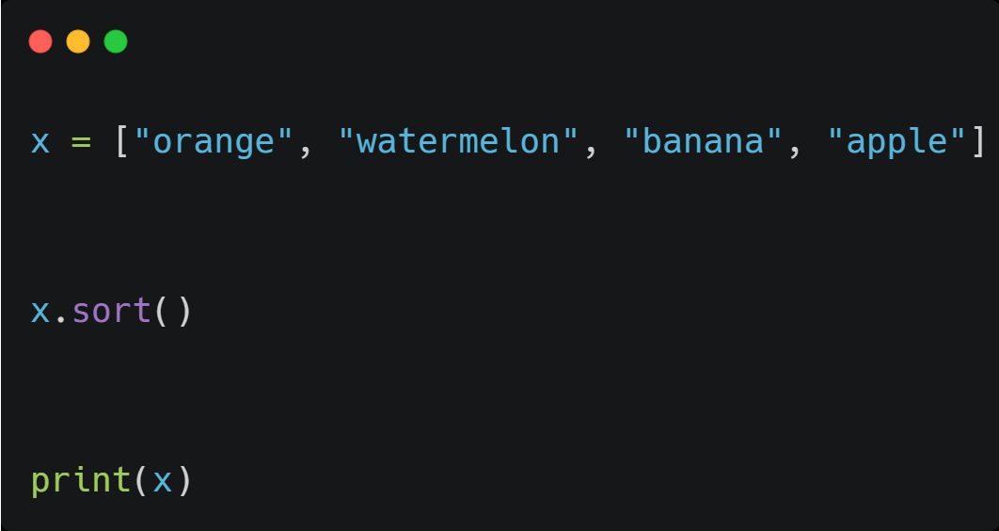 x = ["orange", "watermelon", "banana", "apple"]
x.sort()
print(x)